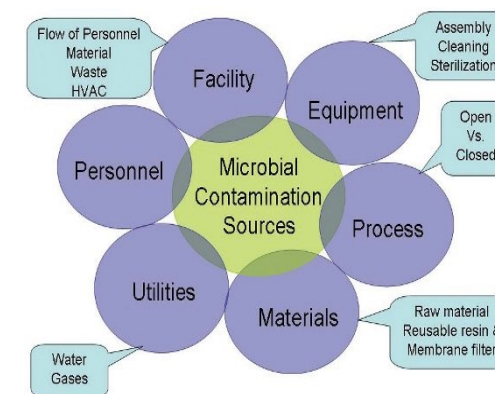 Flow of Personnel
Material
Waste
HVAC
Facility
Assembly
Cleaning
Sterilization
Equipment
Open
Vs.
Closed
Personnel
Microbial
Contamination
Sources
Process
Utilities
Materials
Raw material
Reusable resin &
Membrane filter
Water
Gases